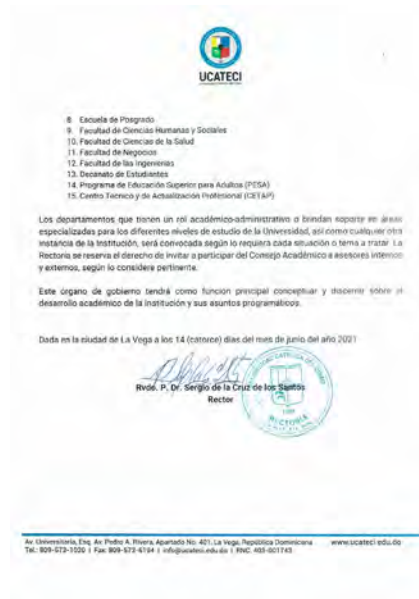 UCATECI
8. Escuela de Posgrado
9. Facultad de Ciencias Humanas y Sociales
10. Facultad de Ciencias de la Salud
11. Facultad de Negocios
12. Facultad de las Ingenierías
13. Decanato de Estudiantes
14. Programa de Educación Superior para Adultos (PESA)
15. Centro Técnico y de Actualización Profesional (CETAP)
Los departamentos que tienen un rol académico-administrativo o brindan soporte en áreas
especializadas para los diferentes niveles de estudio de la Universidad, así como cualquier otra
instancia de la Institución, será convocada según lo requiera cada situación o tema a tratar. La
Rectoría se reserva el derecho de invitar a participar del Consejo Académico a asesores internos
y externos, según lo considere pertinente.
Este órgano de gobierno tendrá como función principal conceptuar y discernir sobre el
desarrollo académico de la institución y sus asuntos programáticos.
Dada en la ciudad de La Vega a los 14 (catorce) días del mes de junio del año 2021
Rvdo. P. Dr. Sergio de la Cruz de los Santos
Rector
RECTORIA
Av. Universitaria, Esq. Av. Pedro A. Rivera, Apartado No. 401, La Vega, República Dominicana www.ucateci.edu.do
Tel.: 809-573-1020 | Fax: 809-573-6194 | info@ucateci.edu.do | RNC: 403-001743